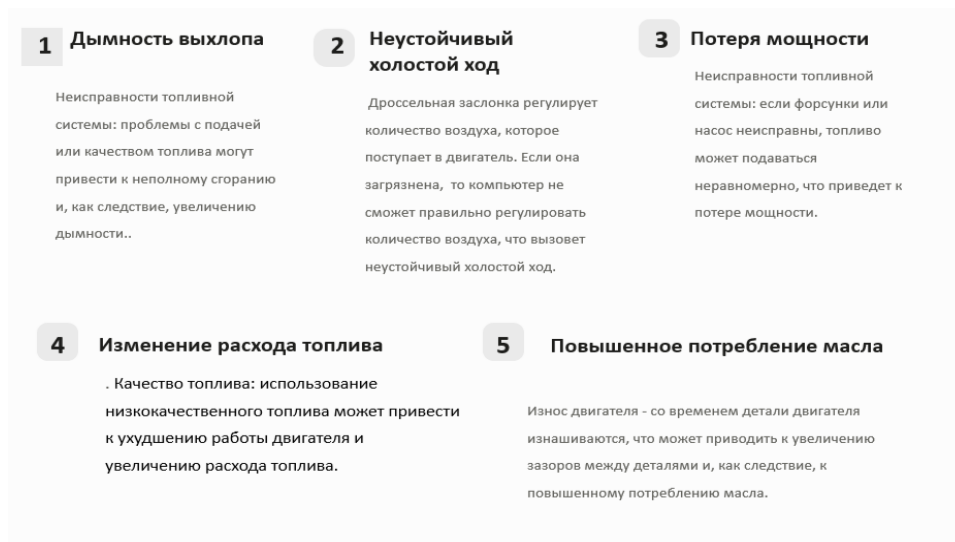 1
Дымность выхлопа
Неисправности топливной
системы: проблемы с подачей
или качеством топлива могут
привести к неполному сгоранию
и, как следствие, увеличению
дымности..
2
Неустойчивый
холостой ход
Дроссельная заслонка регулирует
количество воздуха, которое
поступает в двигатель. Если она
загрязнена, то компьютер не
сможет правильно регулировать
количество воздуха, что вызовет
неустойчивый холостой ход.
3
Потеря мощности
Неисправности топливной
системы: если форсунки или
насос неисправны, топливо
может подаваться
неравномерно, что приведет к
потере мощности.
4
Изменение расхода топлива
. Качество топлива: использование
низкокачественного топлива может привести
к ухудшению работы двигателя и
увеличению расхода топлива.
5
Повышенное потребление масла
Износ двигателя - со временем детали двигателя
изнашиваются, что может приводить к увеличению
зазоров между деталями и, как следствие, к
повышенному потреблению масла.